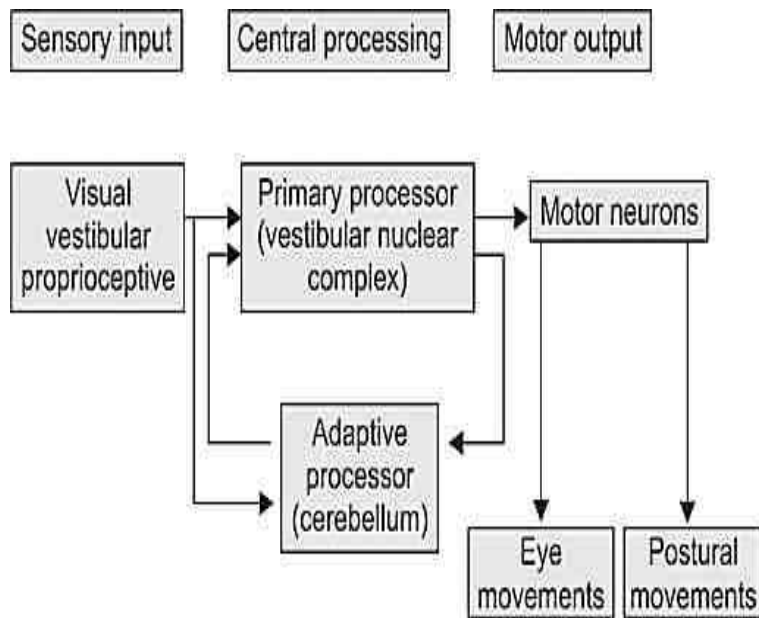 Sensory input
Central processing
Motor output
Visual
vestibular
proprioceptive
Primary processor
(vestibular nuclear
complex)
Motor neurons
Adaptive
processor
(cerebellum)
Eye
movements
Postural
movements